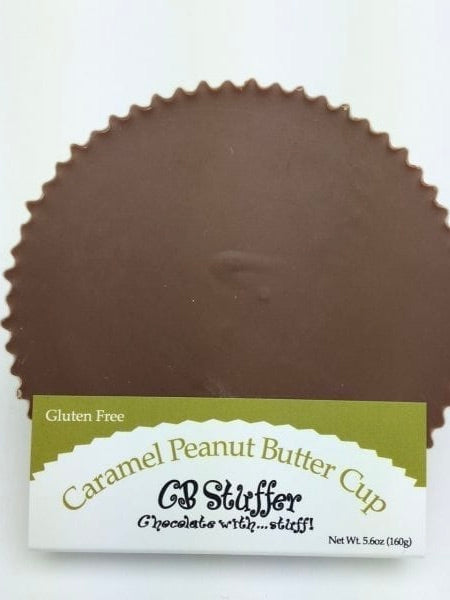 Gluten Free
Caramel Peanut Butter Cup
CB Stuffer
Chocolate with...stuff!
Net Wt. 5.6oz (160g)